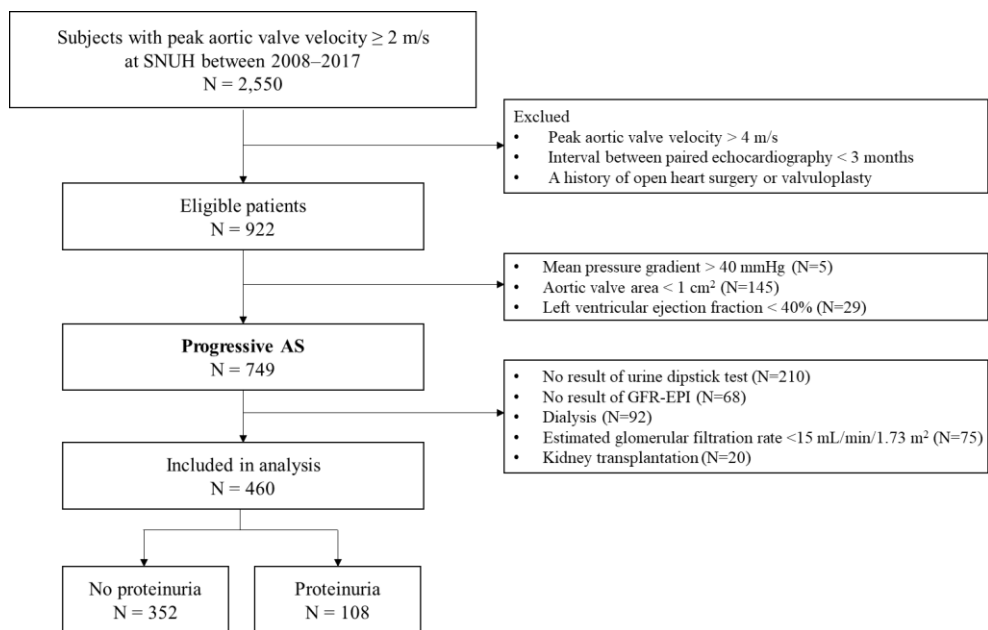 Subjects with peak aortic valve velocity ≥ 2 m/s
at SNUH between 2008–2017
N = 2,550
Exclued
• Peak aortic valve velocity > 4 m/s
• Interval between paired echocardiography < 3 months
• A history of open heart surgery or valvuloplasty
Eligible patients
N = 922
• Mean pressure gradient > 40 mmHg (N=5)
• Aortic valve area < 1 cm² (N=145)
• Left ventricular ejection fraction < 40% (N=29)
Progressive AS
N = 749
• No result of urine dipstick test (N=210)
• No result of GFR-EPI (N=68)
• Dialysis (N=92)
• Estimated glomerular filtration rate <15 mL/min/1.73 m² (N=75)
• Kidney transplantation (N=20)
Included in analysis
N = 460
No proteinuria
N = 352
Proteinuria
N = 108